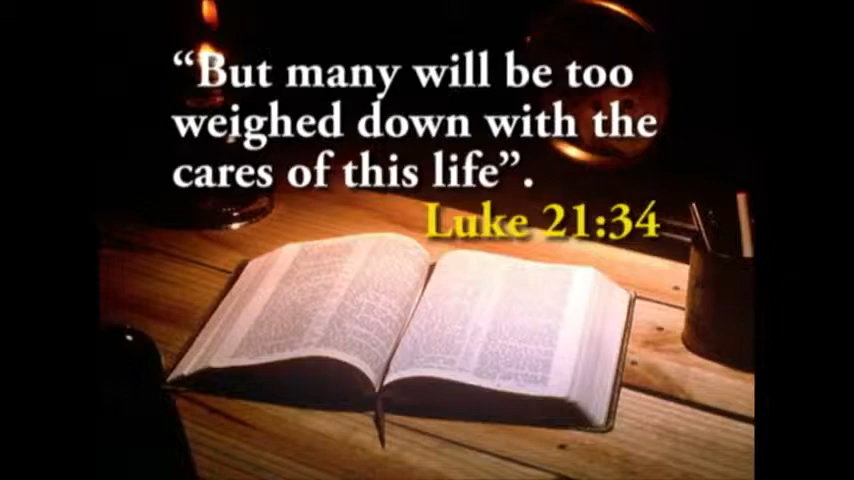 “But many will be too
weighed down with the
cares of this life”.
Luke 21:34